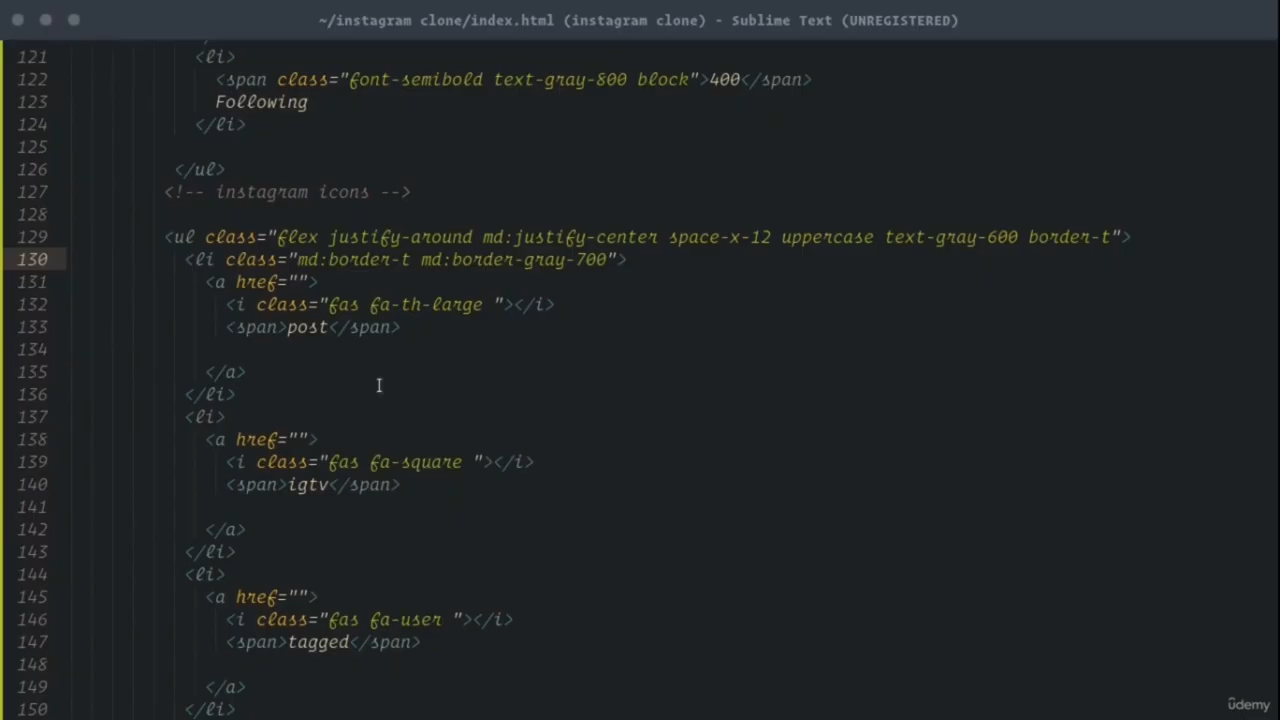 ~/instagram clone/index.html (instagram clone) - Sublime Text (UNREGISTERED)
121 <li>
122 <span class="font-semibold text-gray-800 block">400</span>
123 Following
124 </li>
125
126 </ul>
127 <!-- instagram icons -->
128
129 <ul class="flex justify-around md:justify-center space-x-12 uppercase text-gray-600 border-t">
130 <li class="md:border-t md:border-gray-700">
131 <a href="">
132 <i class="fas fa-th-large "></i>
133 <span>post</span>
134
135 </a>
136 </li>
137 <li>
138 <a href="">
139 <i class="fas fa-square "></i>
140 <span>igtv</span>
141
142 </a>
143 </li>
144 <li>
145 <a href="">
146 <i class="fas fa-user "></i>
147 <span>tagged</span>
148
149 </a>
150 </li>
ûdemy